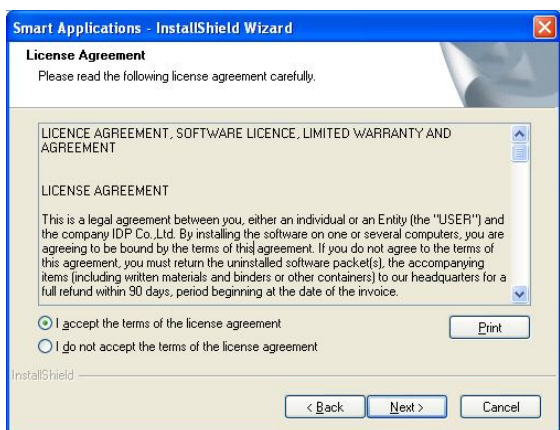 Smart Applications - InstallShield Wizard
License Agreement
Please read the following license agreement carefully.
LICENCE AGREEMENT, SOFTWARE LICENCE, LIMITED WARRANTY AND
AGREEMENT
LICENSE AGREEMENT
This is a legal agreement between you, either an individual or an Entity (the "USER") and
the company IDP Co.,Ltd. By installing the software on one or several computers, you are
agreeing to be bound by the terms of this agreement. If you do not agree to the terms of
this agreement, you must return the uninstalled software packet(s), the accompanying
items (including written materials and binders or other containers) to our headquarters for a
full refund within 90 days, period beginning at the date of the invoice.
I accept the terms of the license agreement
Print
I do not accept the terms of the license agreement
InstallShield
< Back Next > Cancel